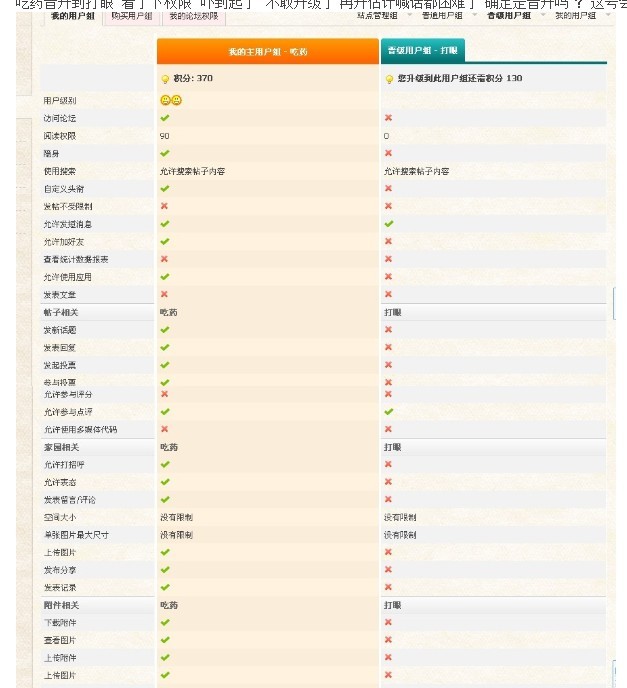 吃药晋升到打眼 看了下权限 吓到起了 不敢升级了 再升估计喊话都困难了 确定是晋升吗？ 这号会
我的用户组 购买用户组 我的论坛权限 站点管理组 普通用户组 晋级用户组 我的用户组
我的主用户组 - 吃药 晋级用户组 - 打眼
积分: 370 您升级到此用户组还需积分 130
用户级别
访问论坛
阅读权限 90 0
隐身
使用搜索 允许搜索帖子内容 允许搜索帖子内容
自定义头衔
发帖不受限制
允许发短消息
允许加好友
查看统计数据报表
允许使用应用
发表文章
帖子相关 吃药 打眼
发新话题
发表回复
发起投票
参与投票
允许参与评分
允许参与点评
允许使用多媒体代码
家园相关 吃药 打眼
允许打招呼
允许表态
发表留言/评论
空间大小 没有限制 没有限制
单张图片最大尺寸 没有限制 没有限制
上传图片
发布分享
发表记录
附件相关 吃药 打眼
下载附件
查看图片
上传附件
上传图片